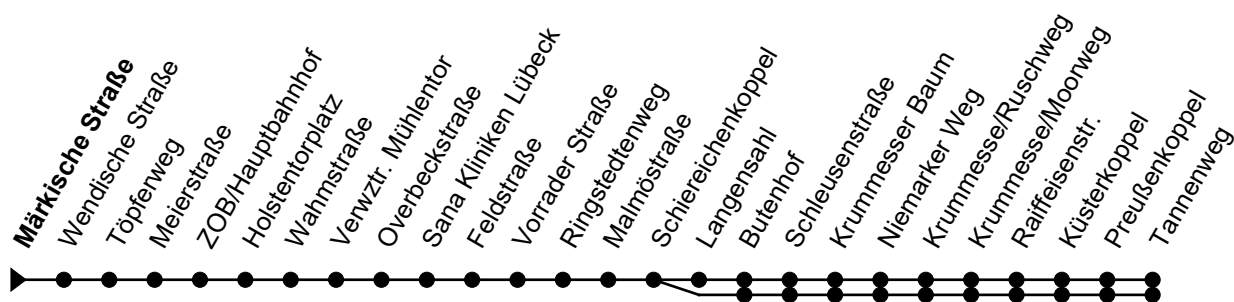 Märkische Straße
Wendische Straße
Töpferweg
Meierstraße
ZOB/Hauptbahnhof
Holstentorplatz
Wahmstraße
Verwztr. Mühlentor
Overbeckstraße
Sana Kliniken Lübeck
Feldstraße
Vorrader Straße
Ringstedtenweg
Malmöstraße
Schiereichenkoppel
Langensahl
Butenhof
Schleusenstraße
Krummesser Baum
Niemarker Weg
Krummesse/Ruschweg
Krummesse/Moorweg
Raiffeisenstr.
Küsterkoppel
Preußenkoppel
Tannenweg